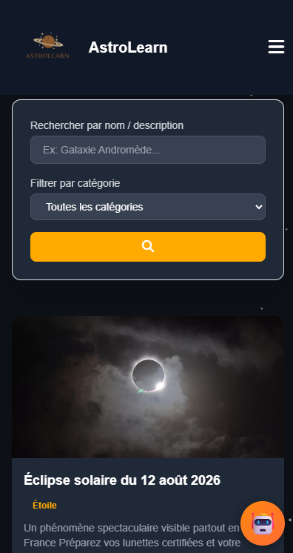 ASTROLEARN
AstroLearn
Rechercher par nom / description
Ex: Galaxie Andromède...
Filtrer par catégorie
Toutes les catégories
Éclipse solaire du 12 août 2026
Étoile
Un phénomène spectaculaire visible partout en
France Préparez vos lunettes certifiées et votre